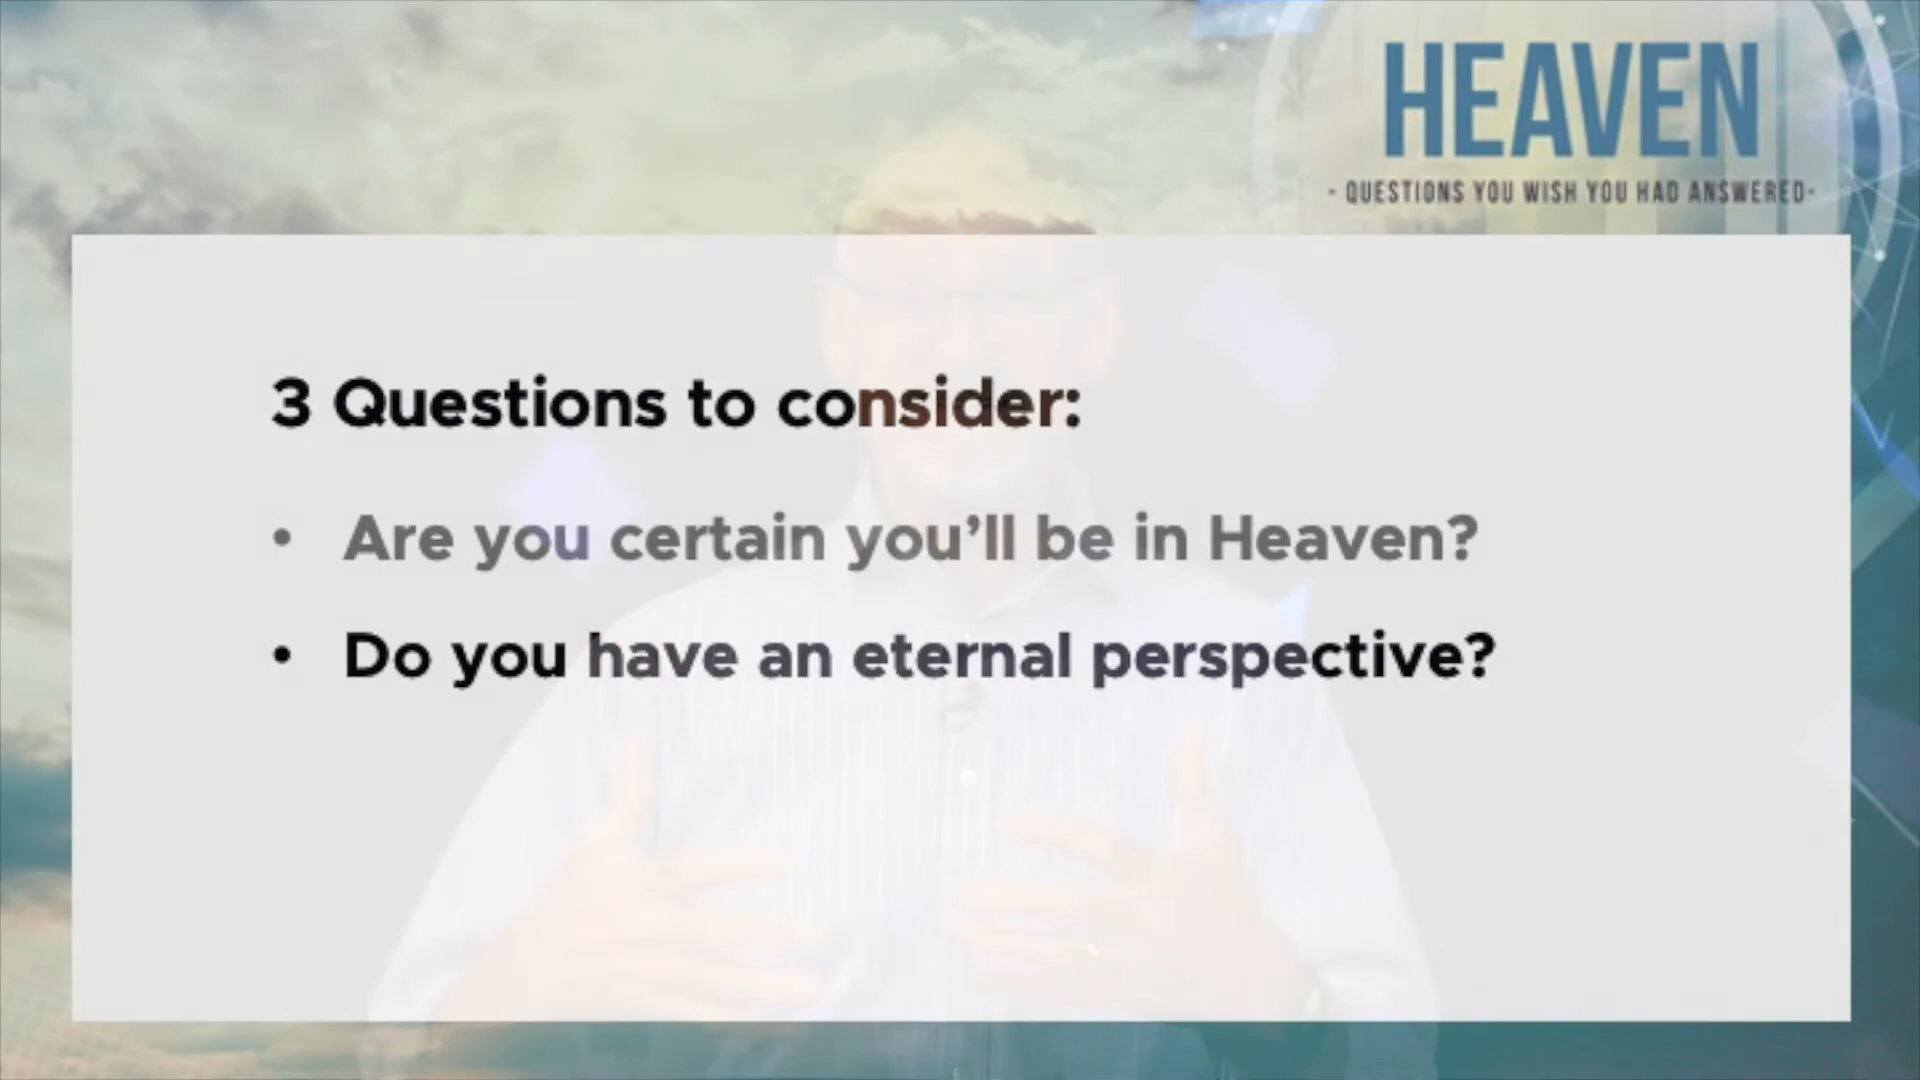 HEAVEN
- QUESTIONS YOU WISH YOU HAD ANSWERED-
3 Questions to consider:
• Are you certain you’ll be in Heaven?
• Do you have an eternal perspective?